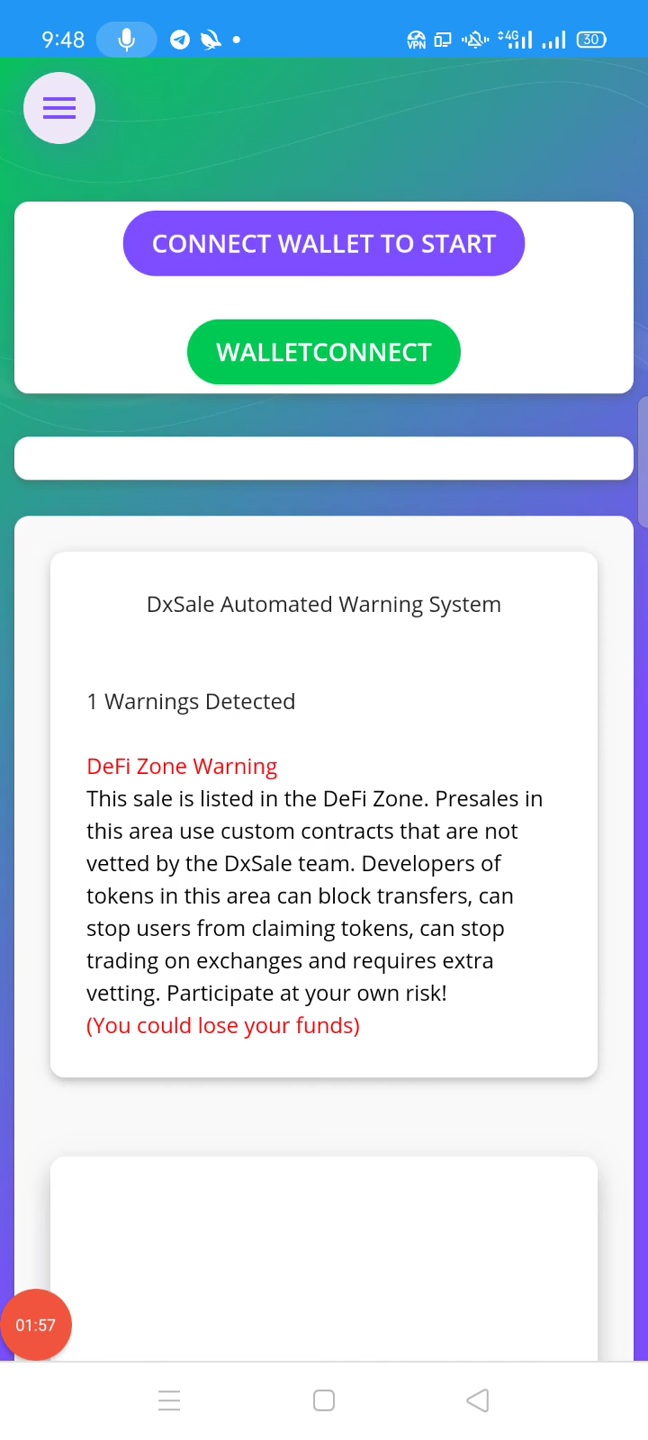 9:48
VPN
4G
30
CONNECT WALLET TO START
WALLETCONNECT
DxSale Automated Warning System
1 Warnings Detected
DeFi Zone Warning
This sale is listed in the DeFi Zone. Presales in
this area use custom contracts that are not
vetted by the DxSale team. Developers of
tokens in this area can block transfers, can
stop users from claiming tokens, can stop
trading on exchanges and requires extra
vetting. Participate at your own risk!
(You could lose your funds)
01:57